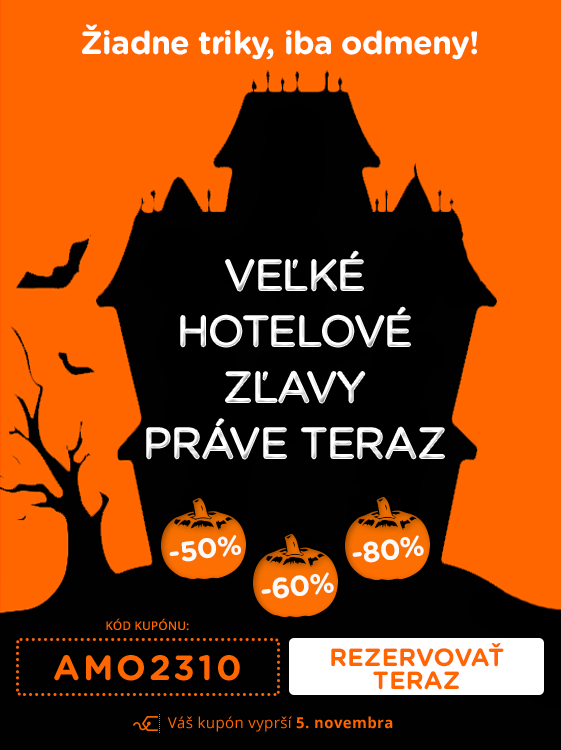 Žiadne triky, iba odmeny!
VEĽKÉ
HOTELOVÉ
ZĽAVY
PRÁVE TERAZ
-50%
-80%
-60%
KÓD KUPÓNU:
AMO2310
REZERVOVAŤ
TERAZ
Váš kupón vyprší 5. novembra